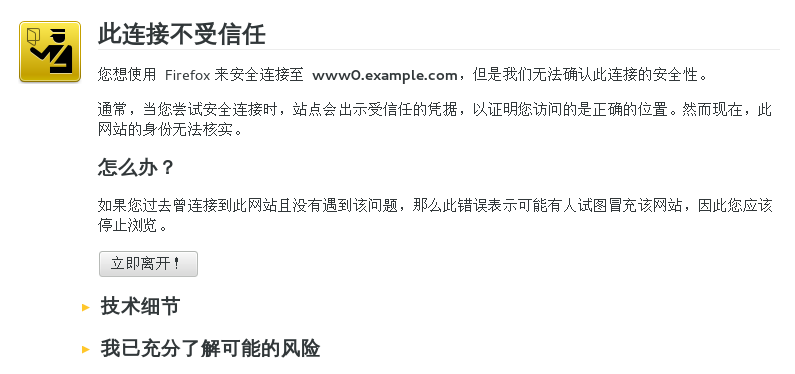 此连接不受信任
您想使用 Firefox 来安全连接至 www0.example.com，但是我们无法确认此连接的安全性。
通常，当您尝试安全连接时，站点会出示受信任的凭据，以证明您访问的是正确的位置。然而现在，此
网站的身份无法核实。
怎么办？
如果您过去曾连接到此网站且没有遇到该问题，那么此错误表示可能有人试图冒充该网站，因此您应该
停止浏览。
立即离开！
技术细节
我已充分了解可能的风险